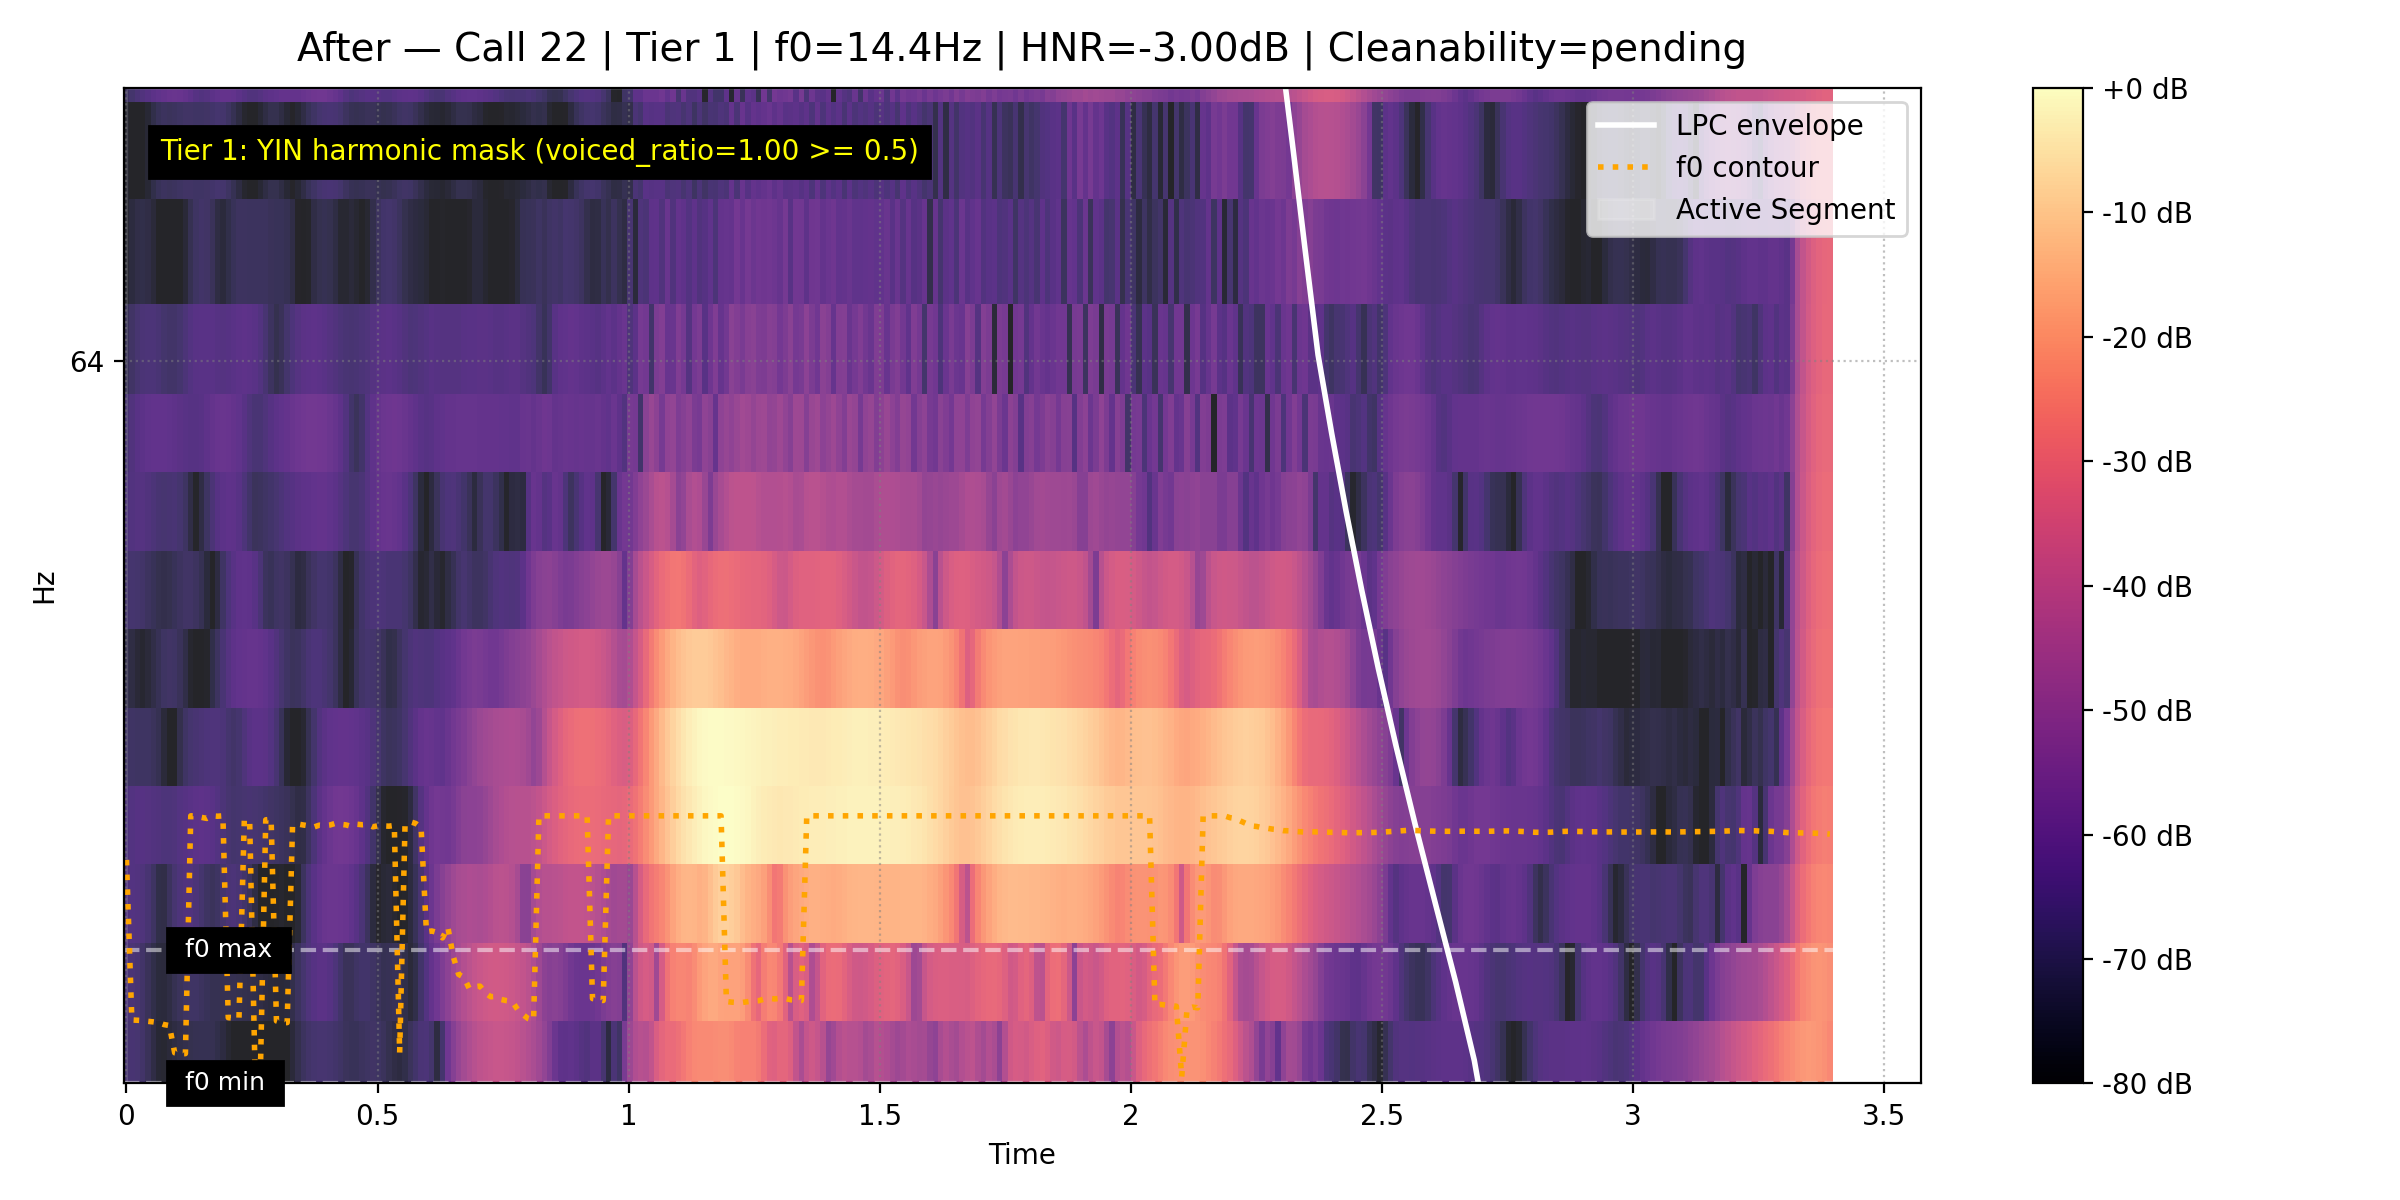 After — Call 22 | Tier 1 | f0=14.4Hz | HNR=-3.00dB | Cleanability=pending
Tier 1: YIN harmonic mask (voiced_ratio=1.00 >= 0.5)
LPC envelope
f0 contour
Active Segment
64
Hz
f0 max
f0 min
0 0.5 1 1.5 2 2.5 3 3.5
Time
+0 dB
-10 dB
-20 dB
-30 dB
-40 dB
-50 dB
-60 dB
-70 dB
-80 dB